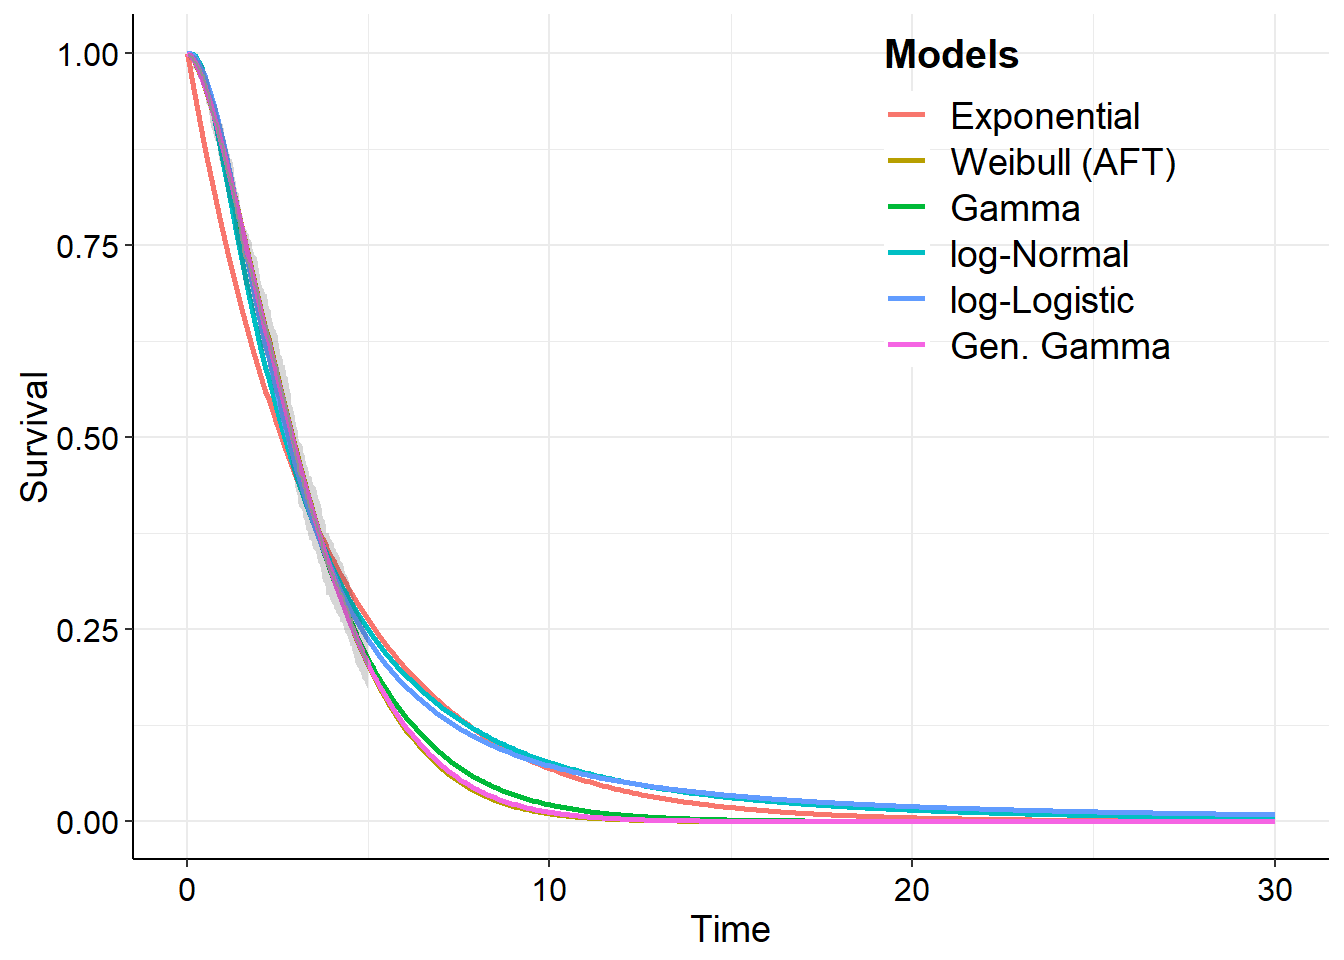 Models
Exponential
Weibull (AFT)
Gamma
log-Normal
log-Logistic
Gen. Gamma
1.00
0.75
0.50
0.25
0.00
Survival
0 10 20 30
Time